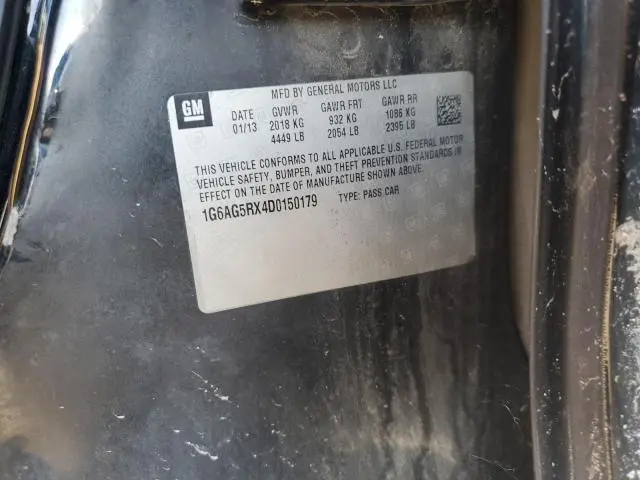 MFD BY GENERAL MOTORS LLC
GM
DATE GVWR GAWR FRT GAWR RR
01/13 2018 KG 932 KG 1086 KG
4449 LB 2054 LB 2395 LB
THIS VEHICLE CONFORMS TO ALL APPLICABLE U.S. FEDERAL MOTOR
VEHICLE SAFETY, BUMPER, AND THEFT PREVENTION STANDARDS IN
EFFECT ON THE DATE OF MANUFACTURE SHOWN ABOVE.
1G6AG5RX4D0150179 TYPE: PASS CAR